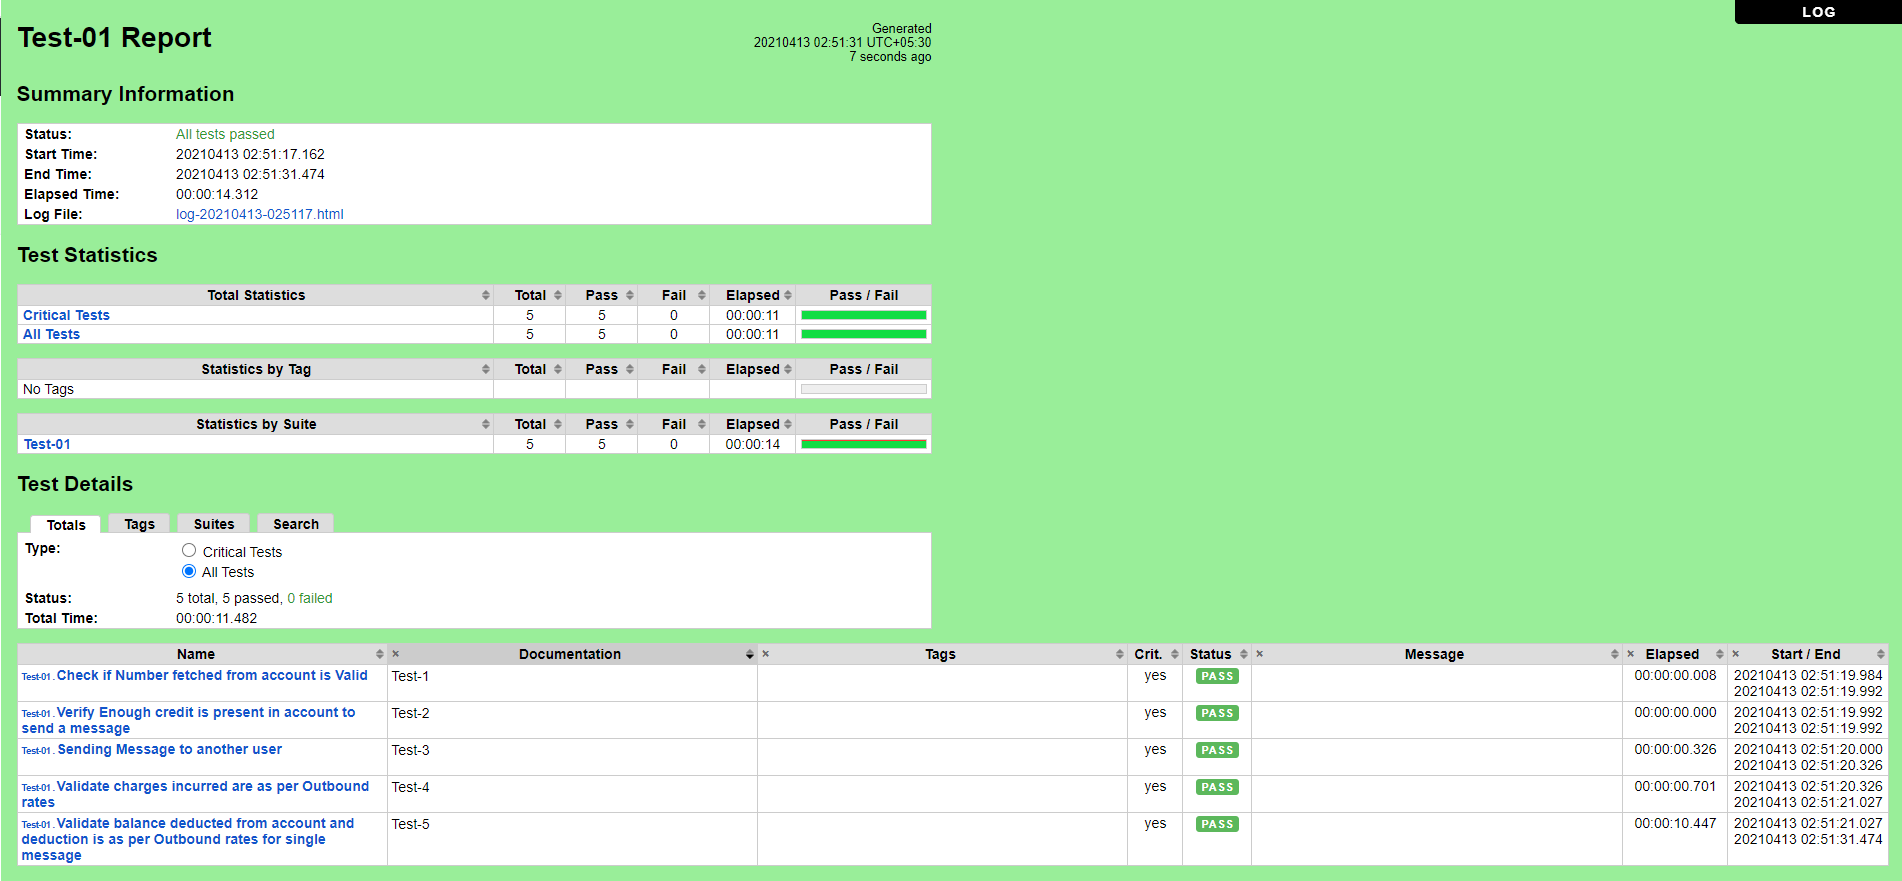 LOG
Test-01 Report
Generated
20210413 02:51:31 UTC+05:30
7 seconds ago
Summary Information
Status: All tests passed
Start Time: 20210413 02:51:17.162
End Time: 20210413 02:51:31.474
Elapsed Time: 00:00:14.312
Log File: log-20210413-025117.html
Test Statistics
Total Statistics Total Pass Fail Elapsed Pass / Fail
Critical Tests 5 5 0 00:00:11
All Tests 5 5 0 00:00:11
Statistics by Tag Total Pass Fail Elapsed Pass / Fail
No Tags
Statistics by Suite Total Pass Fail Elapsed Pass / Fail
Test-01 5 5 0 00:00:14
Test Details
Totals Tags Suites Search
Type: Critical Tests
All Tests
Status: 5 total, 5 passed, 0 failed
Total Time: 00:00:11.482
Name × Documentation × Tags Crit. Status × Message × Elapsed × Start / End
Test-01. Check if Number fetched from account is Valid Test-1 yes PASS 00:00:00.008 20210413 02:51:19.984
20210413 02:51:19.992
Test-01. Verify Enough credit is present in account to Test-2 yes PASS 00:00:00.000 20210413 02:51:19.992
send a message 20210413 02:51:19.992
Test-01. Sending Message to another user Test-3 yes PASS 00:00:00.326 20210413 02:51:20.000
20210413 02:51:20.326
Test-01. Validate charges incurred are as per Outbound Test-4 yes PASS 00:00:00.701 20210413 02:51:20.326
rates 20210413 02:51:21.027
Test-01. Validate balance deducted from account and Test-5 yes PASS 00:00:10.447 20210413 02:51:21.027
deduction is as per Outbound rates for single 20210413 02:51:31.474
message